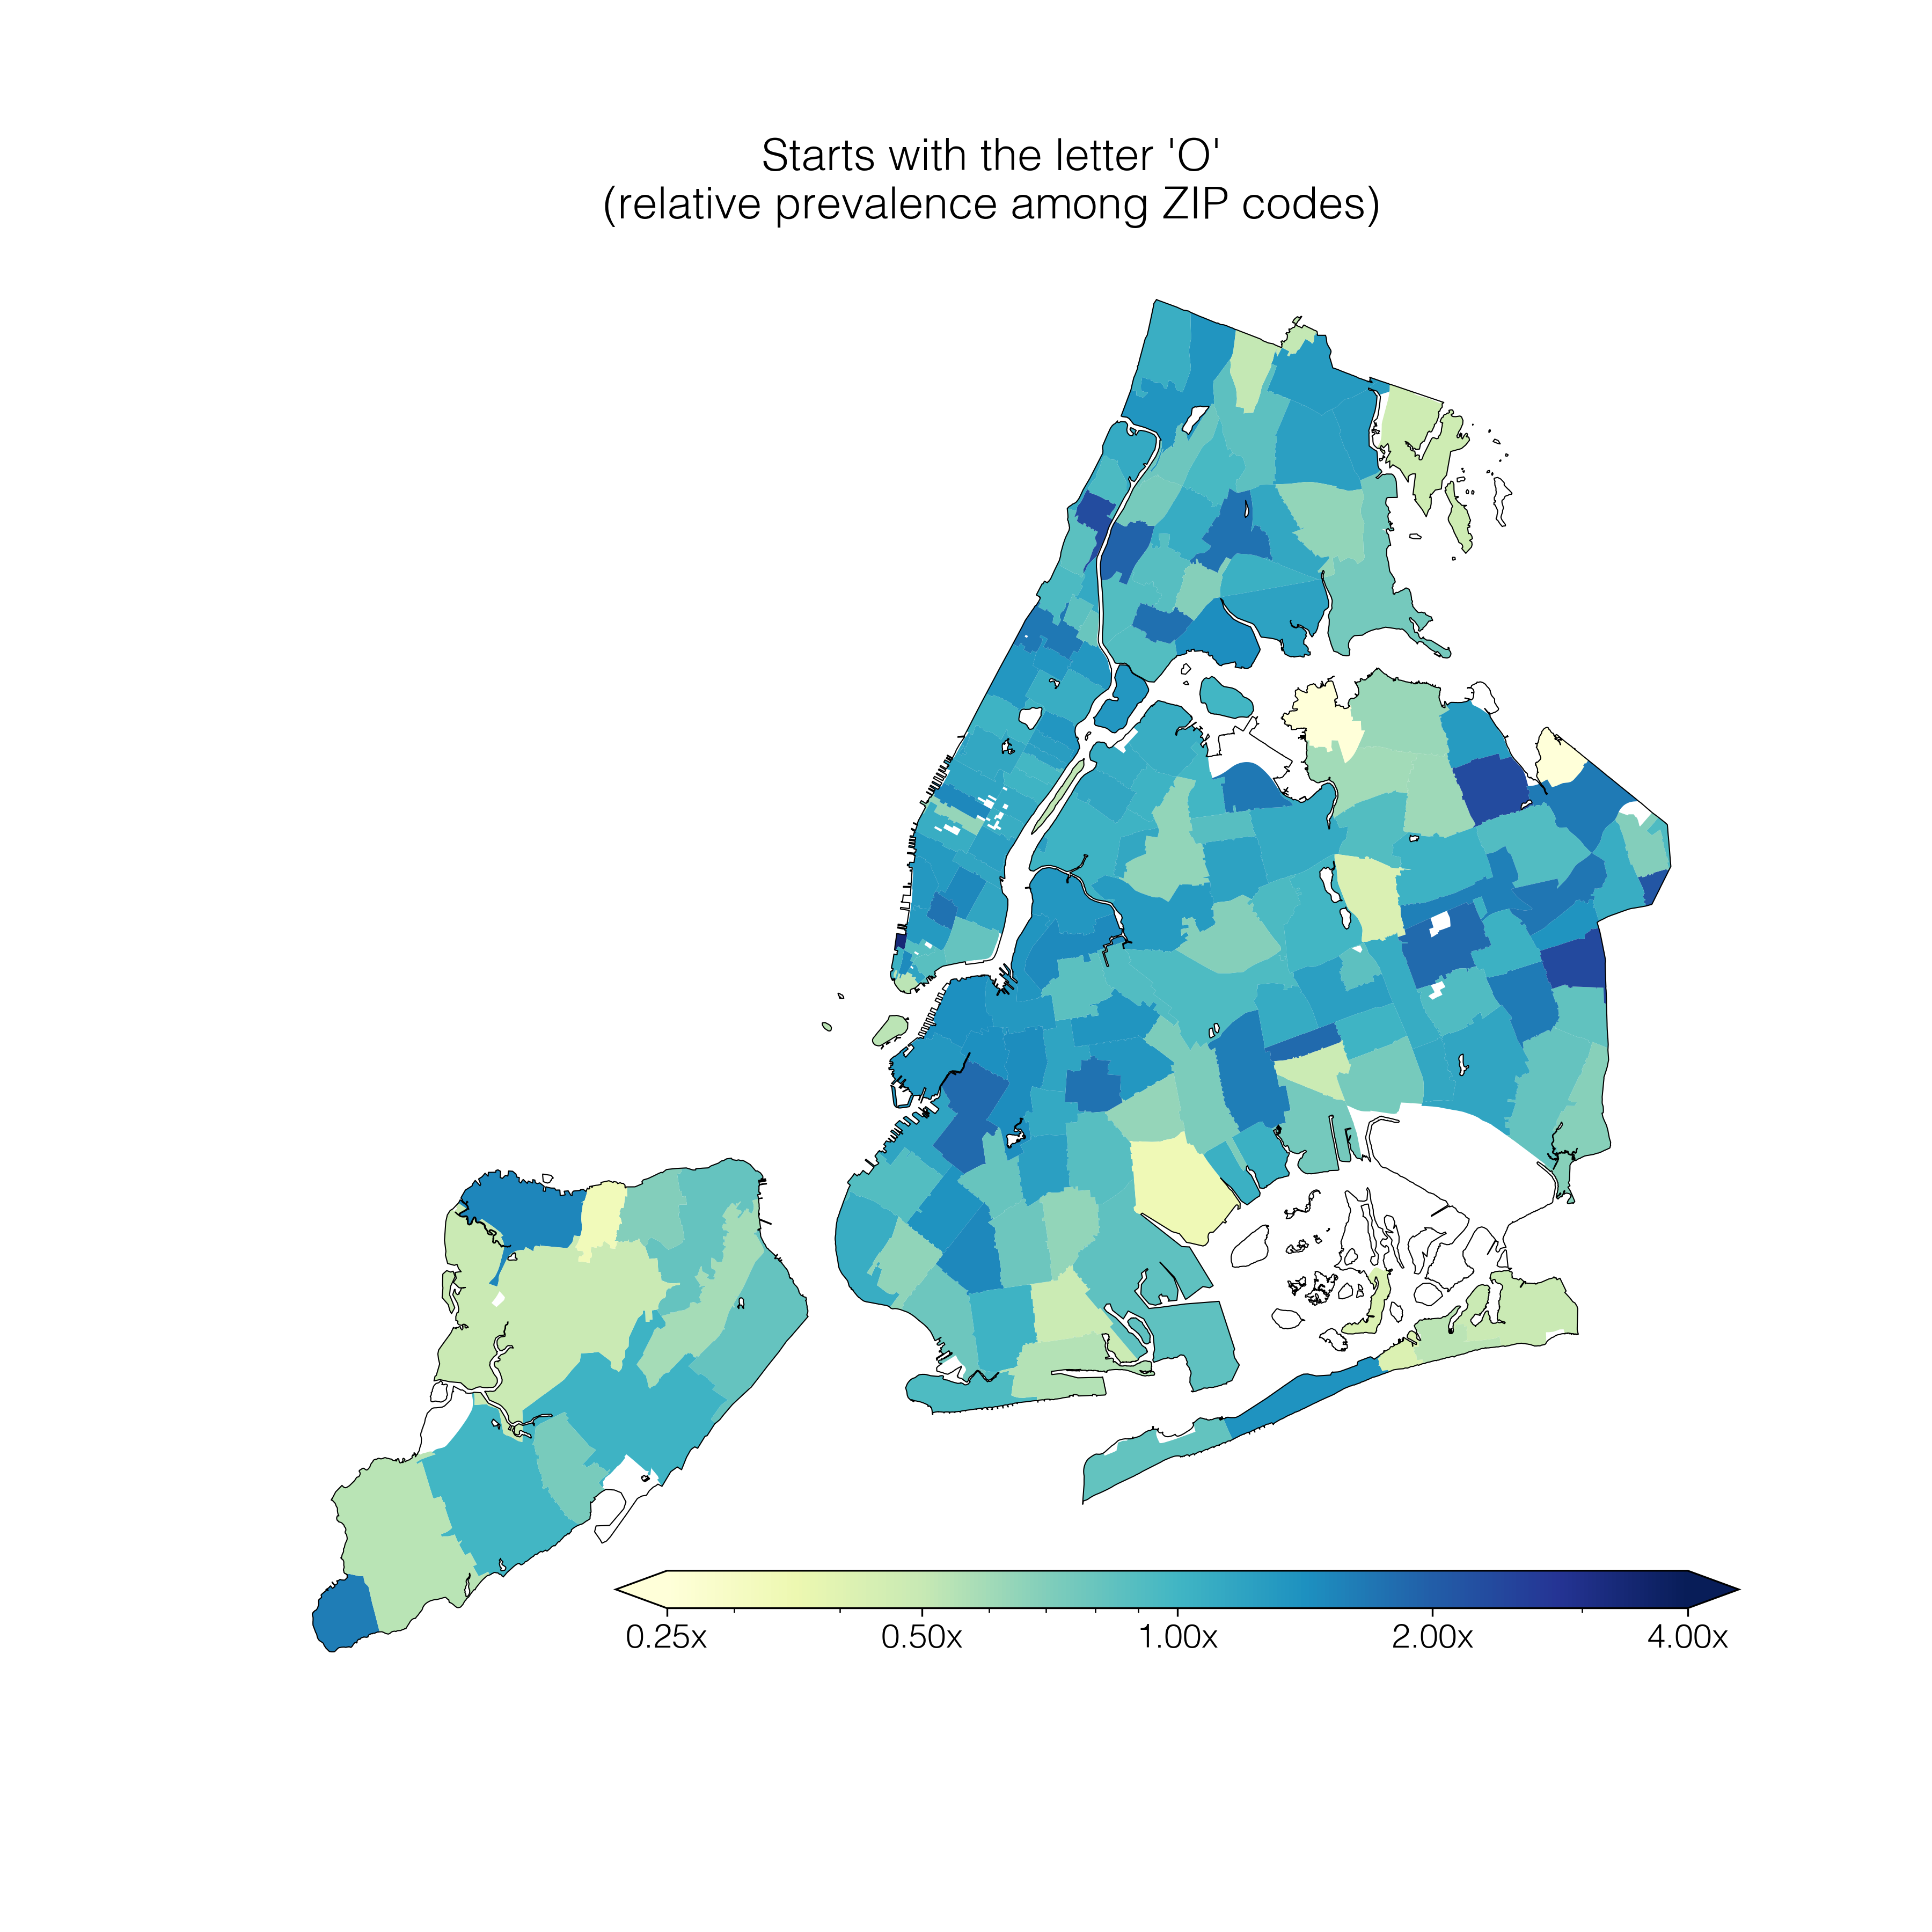 Starts with the letter 'O'
(relative prevalence among ZIP codes)
0.25x 0.50x 1.00x 2.00x 4.00x